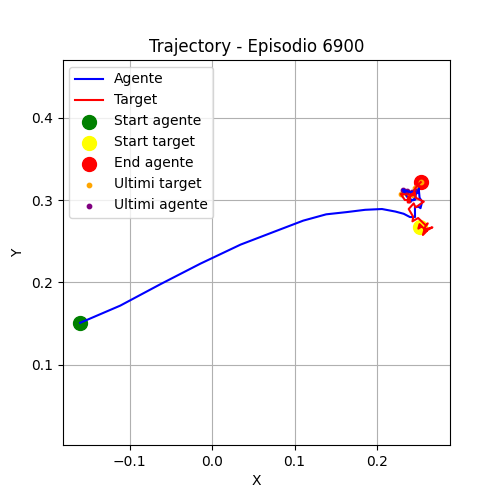 Trajectory - Episodio 6900
Agente
Target
Start agente
Start target
End agente
Ultimi target
Ultimi agente
0.4
0.3
0.2
0.1
Y
−0.1
0.0
0.1
0.2
X